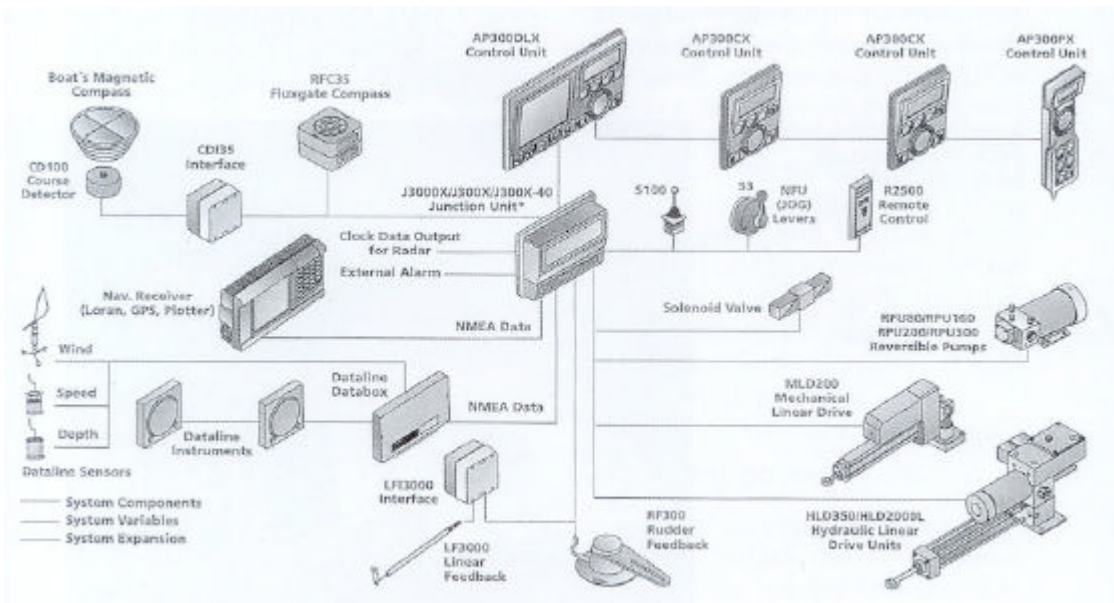 AP300DLX
Control Unit
AP300CX
Control Unit
AP300CX
Control Unit
AP300PX
Control Unit
Boat's Magnetic
Compass
RFC35
Fluxgate Compass
CDI35
Interface
CD100
Course
Detector
J3000X/J300X/J300X-40
Junction Unit*
S100
S3
NFU
(JOG)
Levers
R2500
Remote
Control
Clock Data Output
for Radar
External Alarm
Nav. Receiver
(Loran, GPS, Plotter)
NMEA Data
Solenoid Valve
RPU80/RPU160
RPU200/RPU300
Reversible Pumps
Wind
Speed
Depth
Dataline Sensors
Dataline
Instruments
Dataline
Databox
NMEA Data
MLD200
Mechanical
Linear Drive
LFI3000
Interface
LF3000
Linear
Feedback
RF300
Rudder
Feedback
HLD350/HLD2000L
Hydraulic Linear
Drive Units
System Components
System Variables
System Expansion